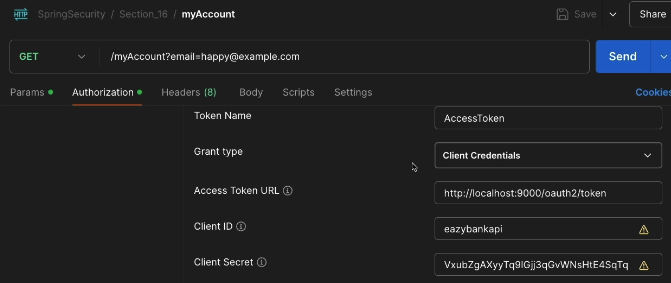 HTTP SpringSecurity / Section_16 / myAccount Save Share
GET /myAccount?email=happy@example.com Send
Params Authorization Headers (8) Body Scripts Settings Cookies
Token Name AccessToken
Grant type Client Credentials
Access Token URL http://localhost:9000/oauth2/token
Client ID eazybankapi
Client Secret VxubZgAXyyTq9lGjj3qGvWNsHtE4SqTq